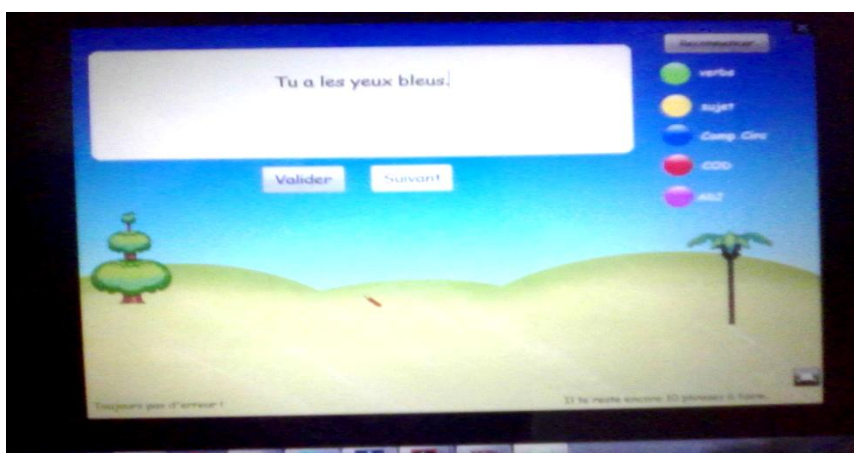 Recommencer
Tu a les yeux bleus.
verbe
sujet
Comp. Circ
COD
Valider
Suivant
Toujours pas d'erreur !
Il te reste encore 10 phrases à faire.